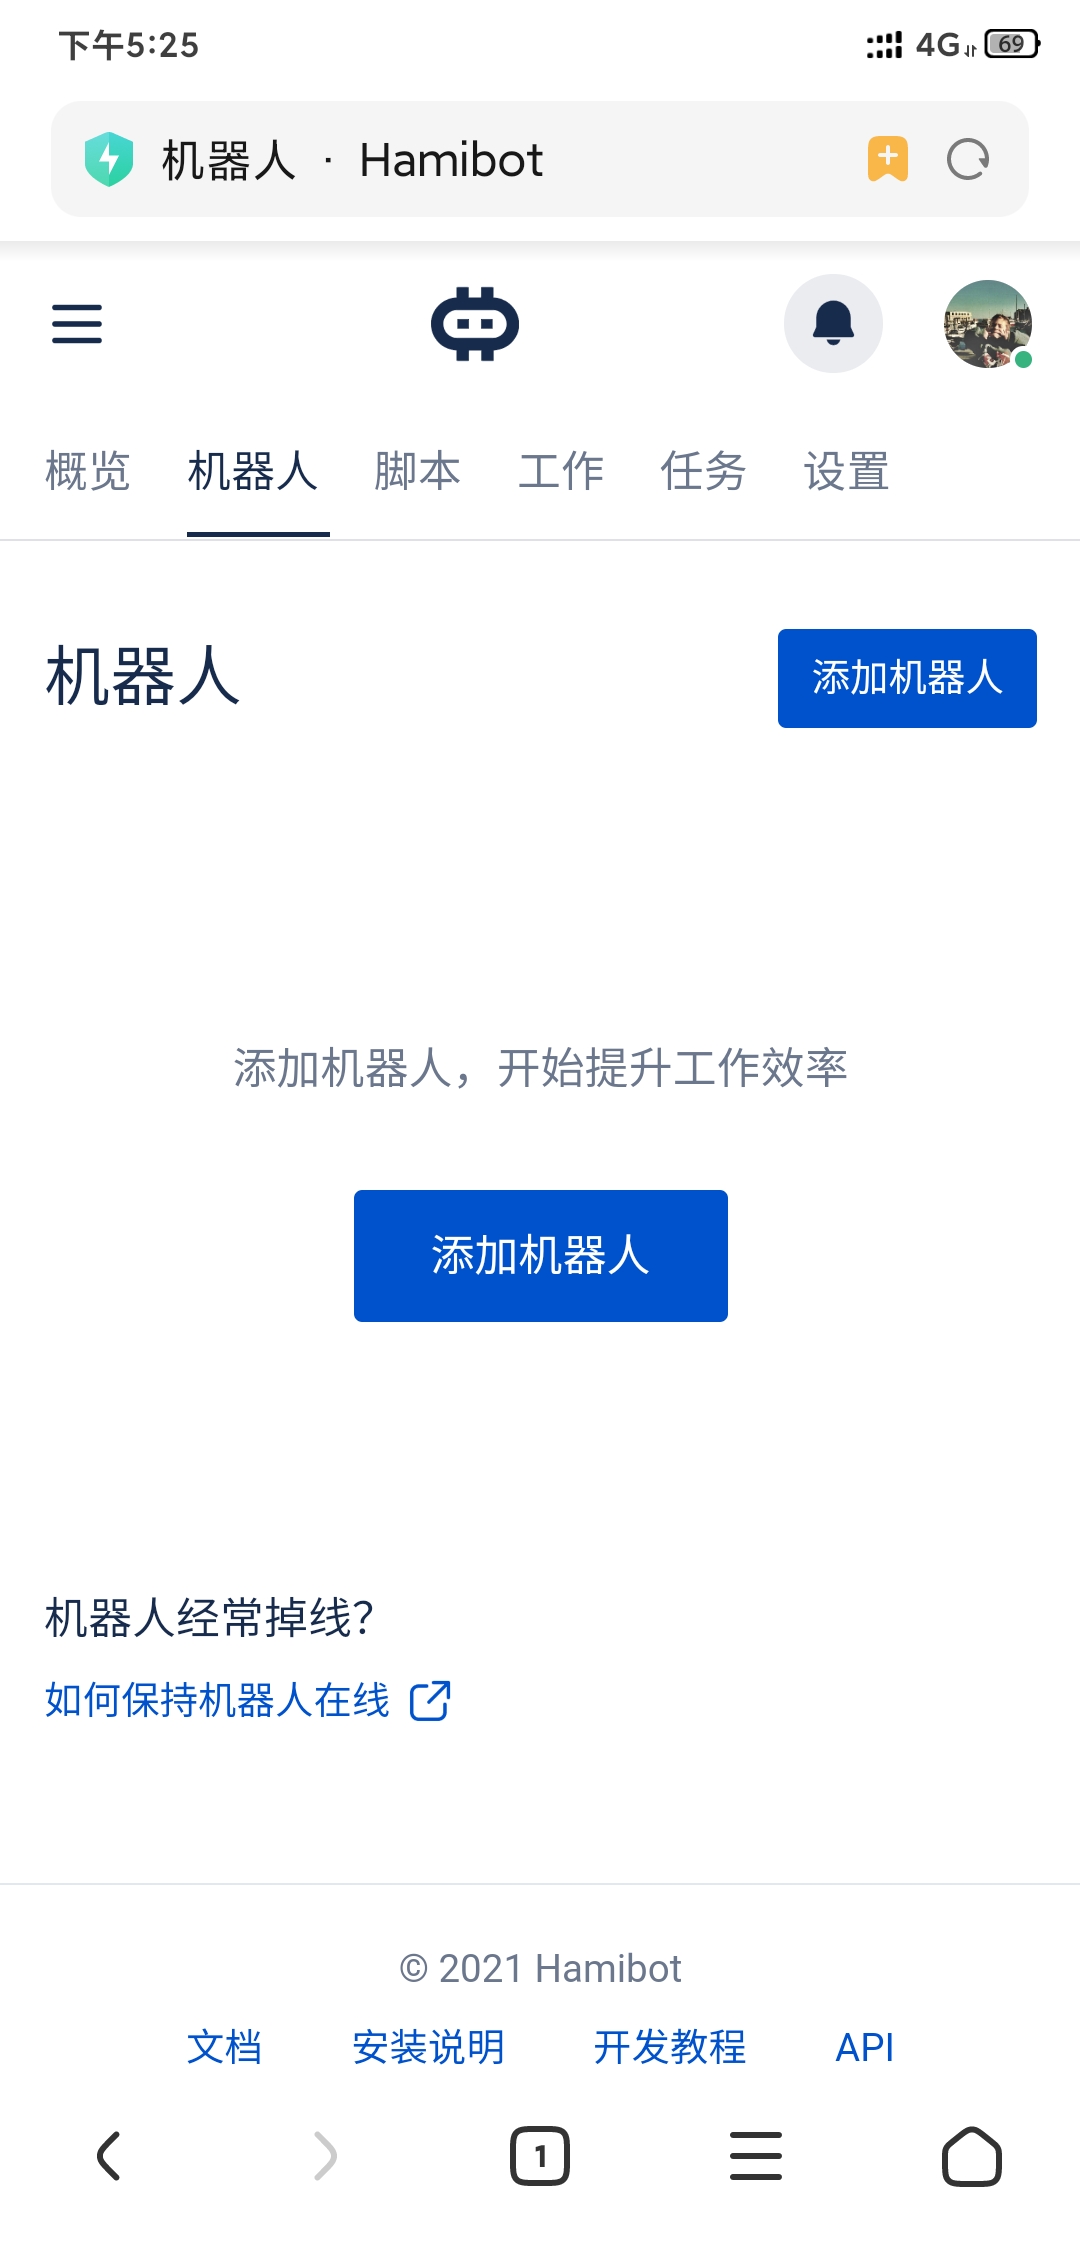 下午5:25 4G 69
机器人 · Hamibot
概览 机器人 脚本 工作 任务 设置
机器人 添加机器人
添加机器人，开始提升工作效率
添加机器人
机器人经常掉线?
如何保持机器人在线
© 2021 Hamibot
文档 安装说明 开发教程 API
1